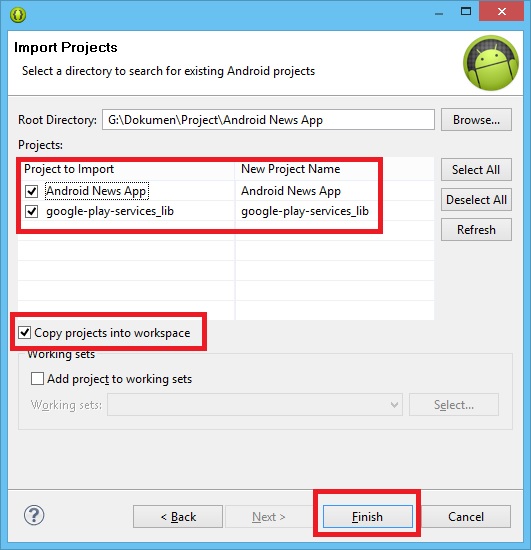 Import Projects
Select a directory to search for existing Android projects
Root Directory: G:\Dokumen\Project\Android News App Browse...
Projects:
Project to Import New Project Name Select All
Android News App Android News App Deselect All
google-play-services_lib google-play-services_lib
Refresh
Copy projects into workspace
Working sets
Add project to working sets
Working sets: Select...
? < Back Next > Finish Cancel